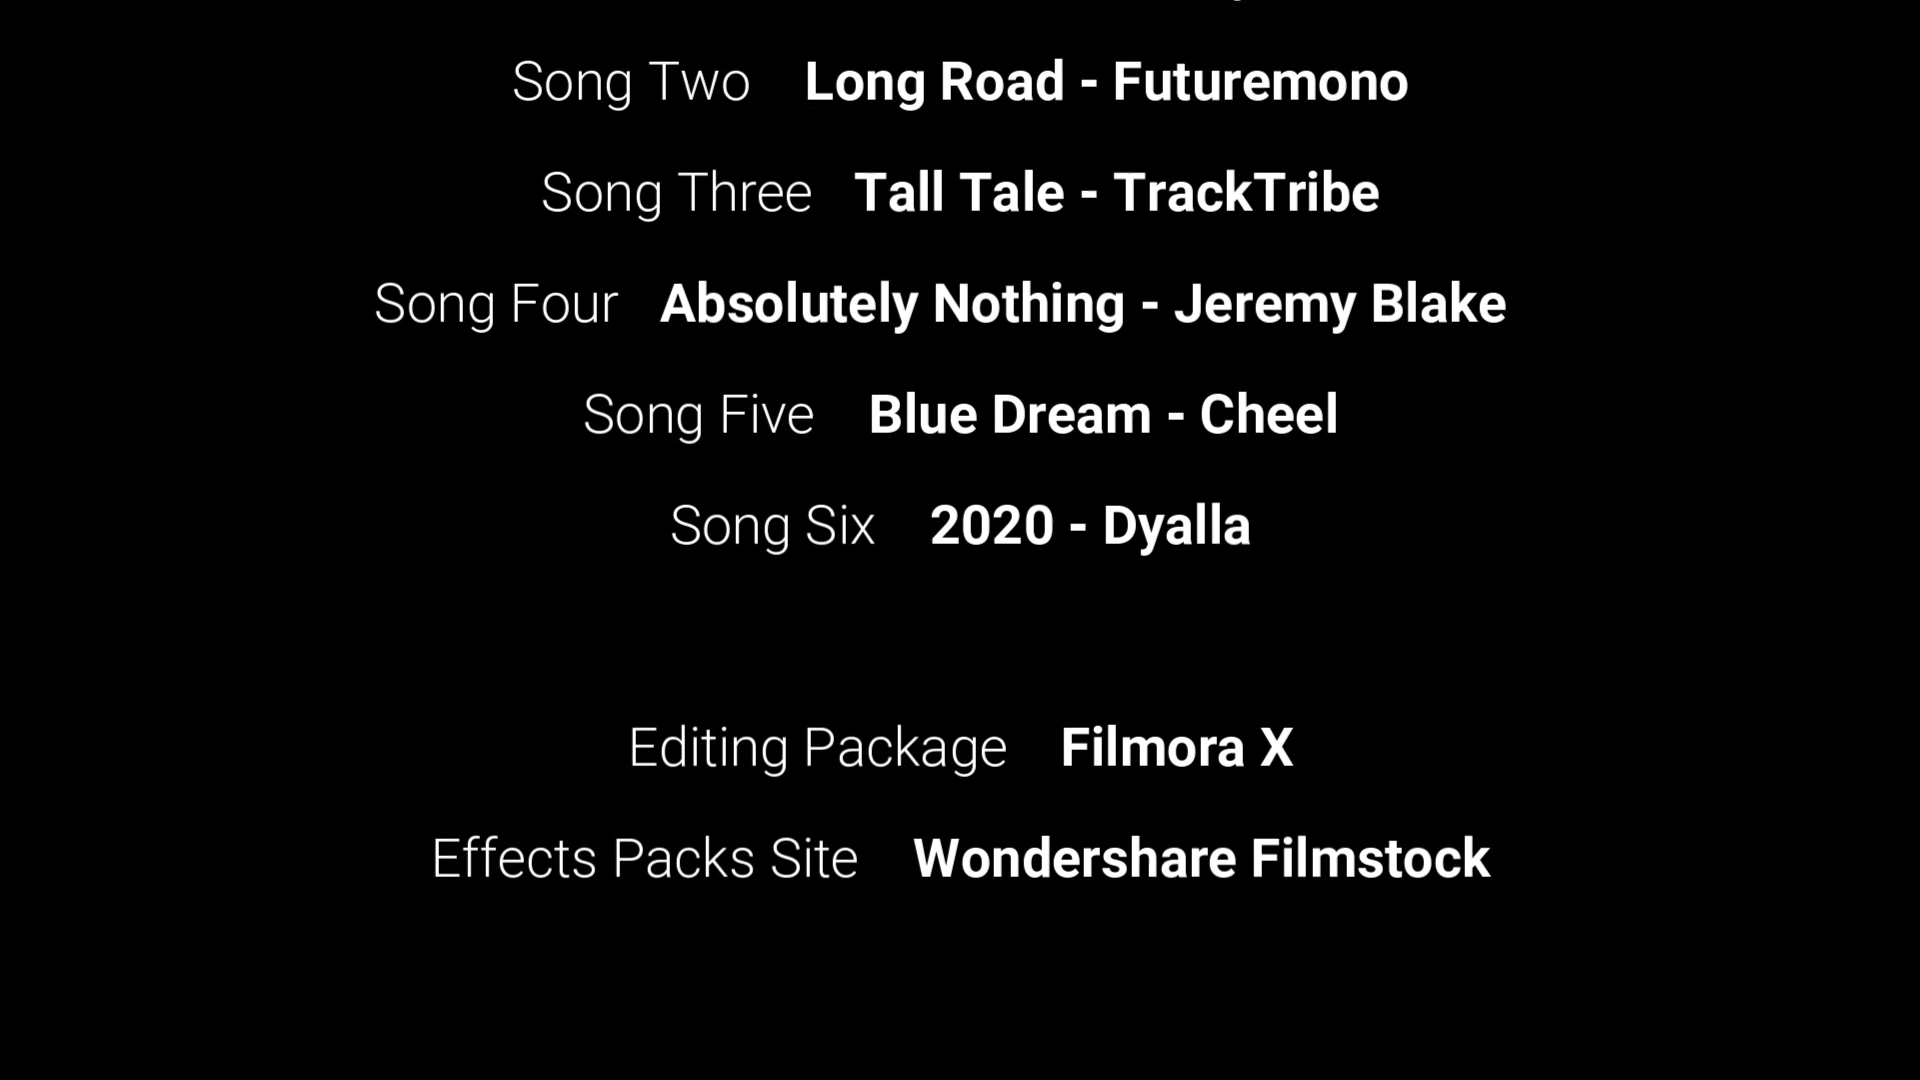 Song Two Long Road - Futuremono
Song Three Tall Tale - TrackTribe
Song Four Absolutely Nothing - Jeremy Blake
Song Five Blue Dream - Cheel
Song Six 2020 - Dyalla
Editing Package Filmora X
Effects Packs Site Wondershare Filmstock